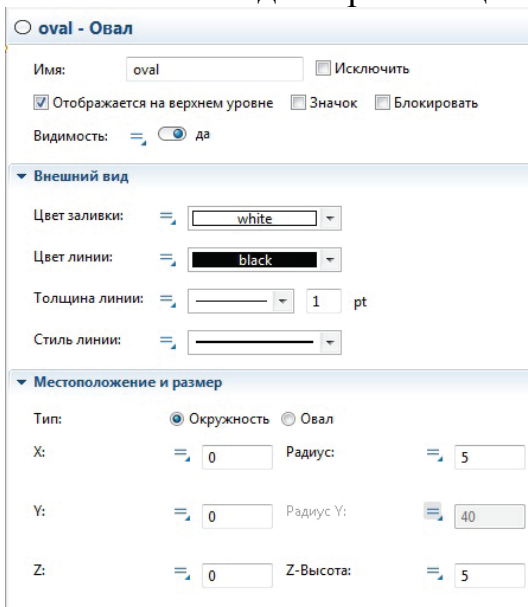 oval - Овал
Имя: oval Исключить
Отображается на верхнем уровне Значок Блокировать
Видимость: = да
Внешний вид
Цвет заливки: = white
Цвет линии: = black
Толщина линии: = 1 pt
Стиль линии: =
Местоположение и размер
Тип: Окружность Овал
X: = 0 Радиус: = 5
Y: = 0 Радиус Y: = 40
Z: = 0 Z-Высота: = 5